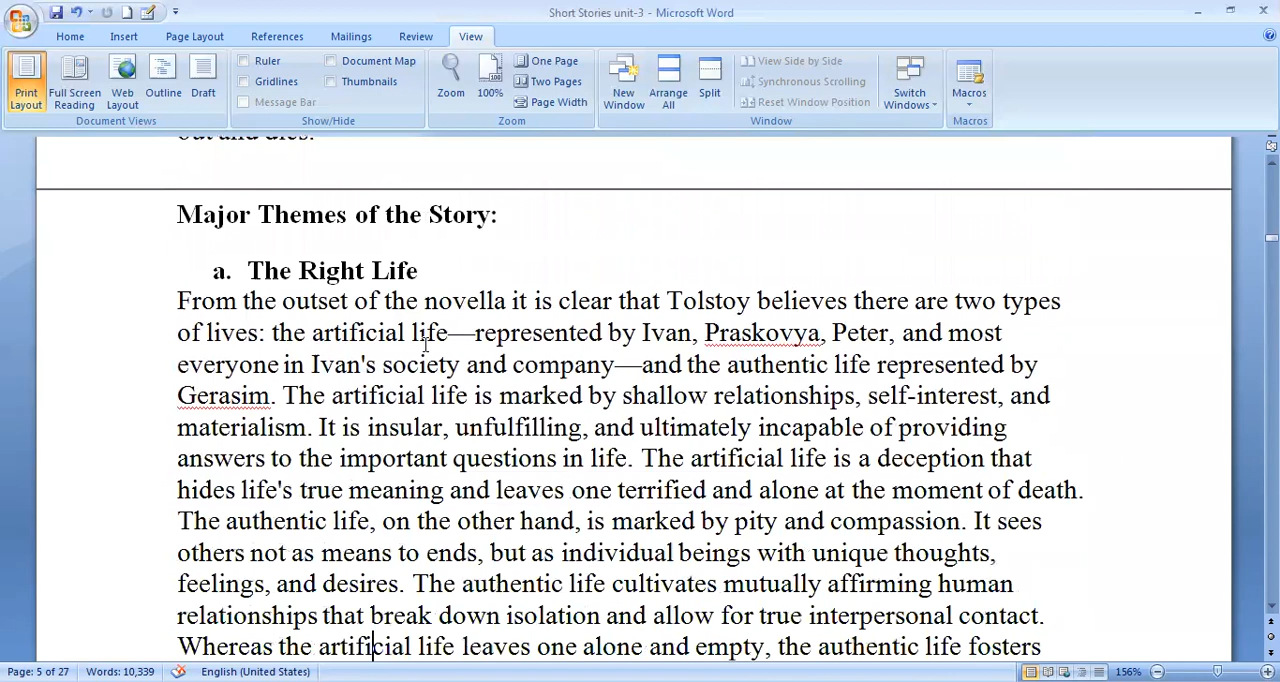 Short Stories unit-3 - Microsoft Word
Home Insert Page Layout References Mailings Review View
Ruler Document Map View Side by Side
Gridlines Thumbnails One Page Two Pages Synchronous Scrolling
Message Bar Page Width Reset Window Position
Print Layout Full Screen Reading Web Layout Outline Draft Zoom 100% New Window Arrange All Split Switch Windows Macros
Document Views Show/Hide Zoom Window Macros
out and dies.
Major Themes of the Story:
a. The Right Life
From the outset of the novella it is clear that Tolstoy believes there are two types
of lives: the artificial life—represented by Ivan, Praskovya, Peter, and most
everyone in Ivan's society and company—and the authentic life represented by
Gerasim. The artificial life is marked by shallow relationships, self-interest, and
materialism. It is insular, unfulfilling, and ultimately incapable of providing
answers to the important questions in life. The artificial life is a deception that
hides life's true meaning and leaves one terrified and alone at the moment of death.
The authentic life, on the other hand, is marked by pity and compassion. It sees
others not as means to ends, but as individual beings with unique thoughts,
feelings, and desires. The authentic life cultivates mutually affirming human
relationships that break down isolation and allow for true interpersonal contact.
Whereas the artificial life leaves one alone and empty, the authentic life fosters
Page: 5 of 27 Words: 10,339 English (United States) 156%